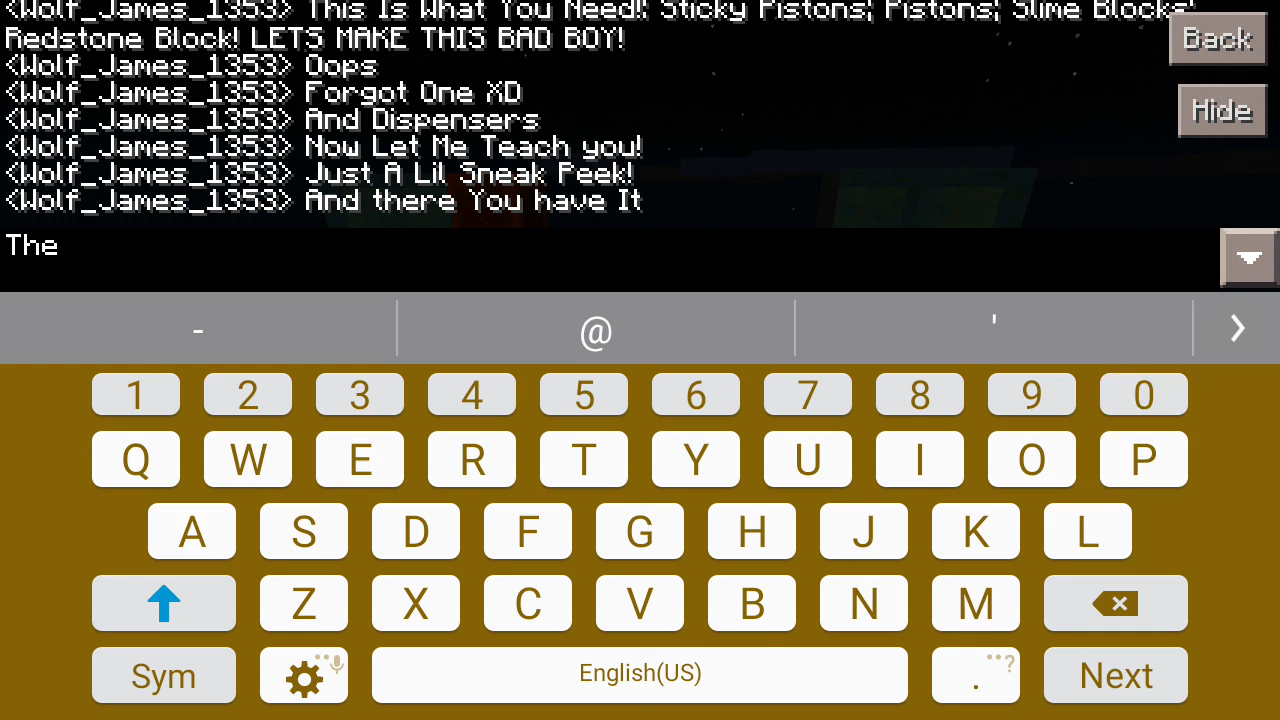 <Wolf_James_1353> This Is What You Need!: Sticky Pistons, Pistons, Slime Blocks,
Redstone Block! LETS MAKE THIS BAD BOY!
<Wolf_James_1353> Oops
<Wolf_James_1353> Forgot One XD
<Wolf_James_1353> And Dispensers
<Wolf_James_1353> Now Let Me Teach you!
<Wolf_James_1353> Just A Lil Sneak Peek!
<Wolf_James_1353> And there You have It
Back
Hide
The
- @ '
1 2 3 4 5 6 7 8 9 0
Q W E R T Y U I O P
A S D F G H J K L
Z X C V B N M
Sym English(US) . ? Next